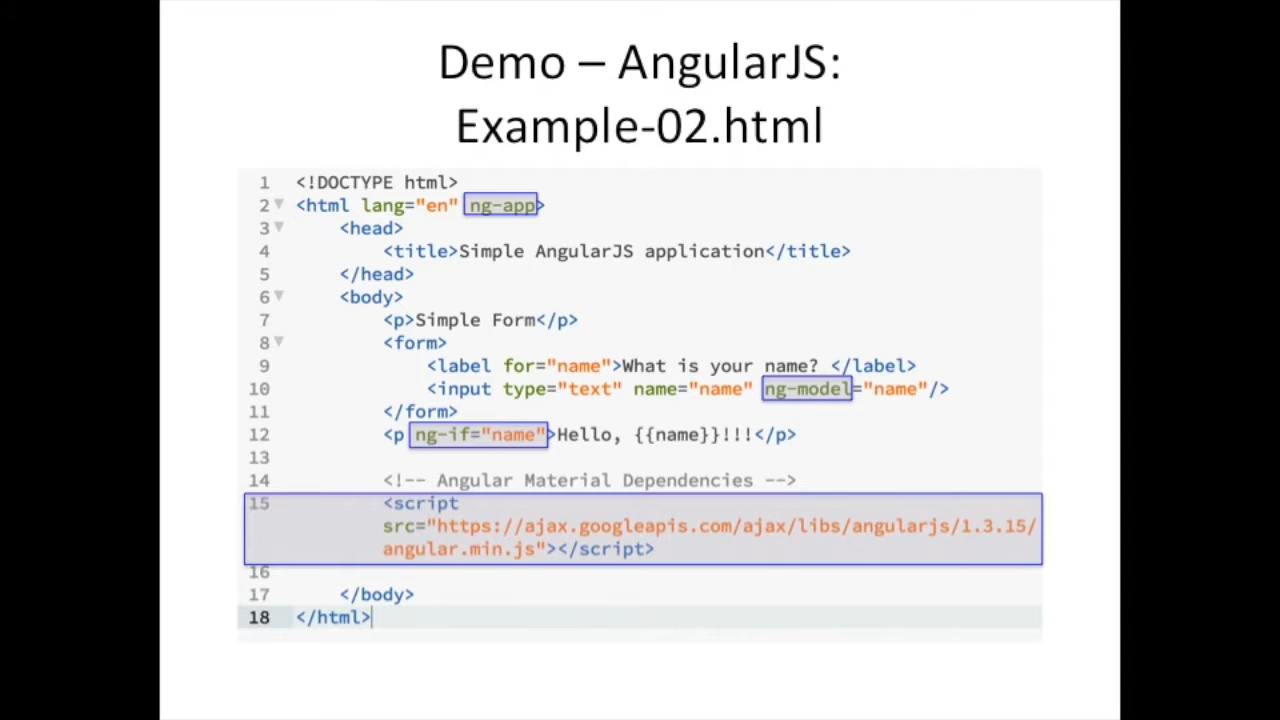 Demo – AngularJS:
Example-02.html
1 <!DOCTYPE html>
2 <html lang="en" ng-app>
3 <head>
4 <title>Simple AngularJS application</title>
5 </head>
6 <body>
7 <p>Simple Form</p>
8 <form>
9 <label for="name">What is your name? </label>
10 <input type="text" name="name" ng-model="name"/>
11 </form>
12 <p ng-if="name">Hello, {{name}}!!!</p>
13
14 <!-- Angular Material Dependencies -->
15 <script
src="https://ajax.googleapis.com/ajax/libs/angularjs/1.3.15/
angular.min.js"></script>
16
17 </body>
18 </html>